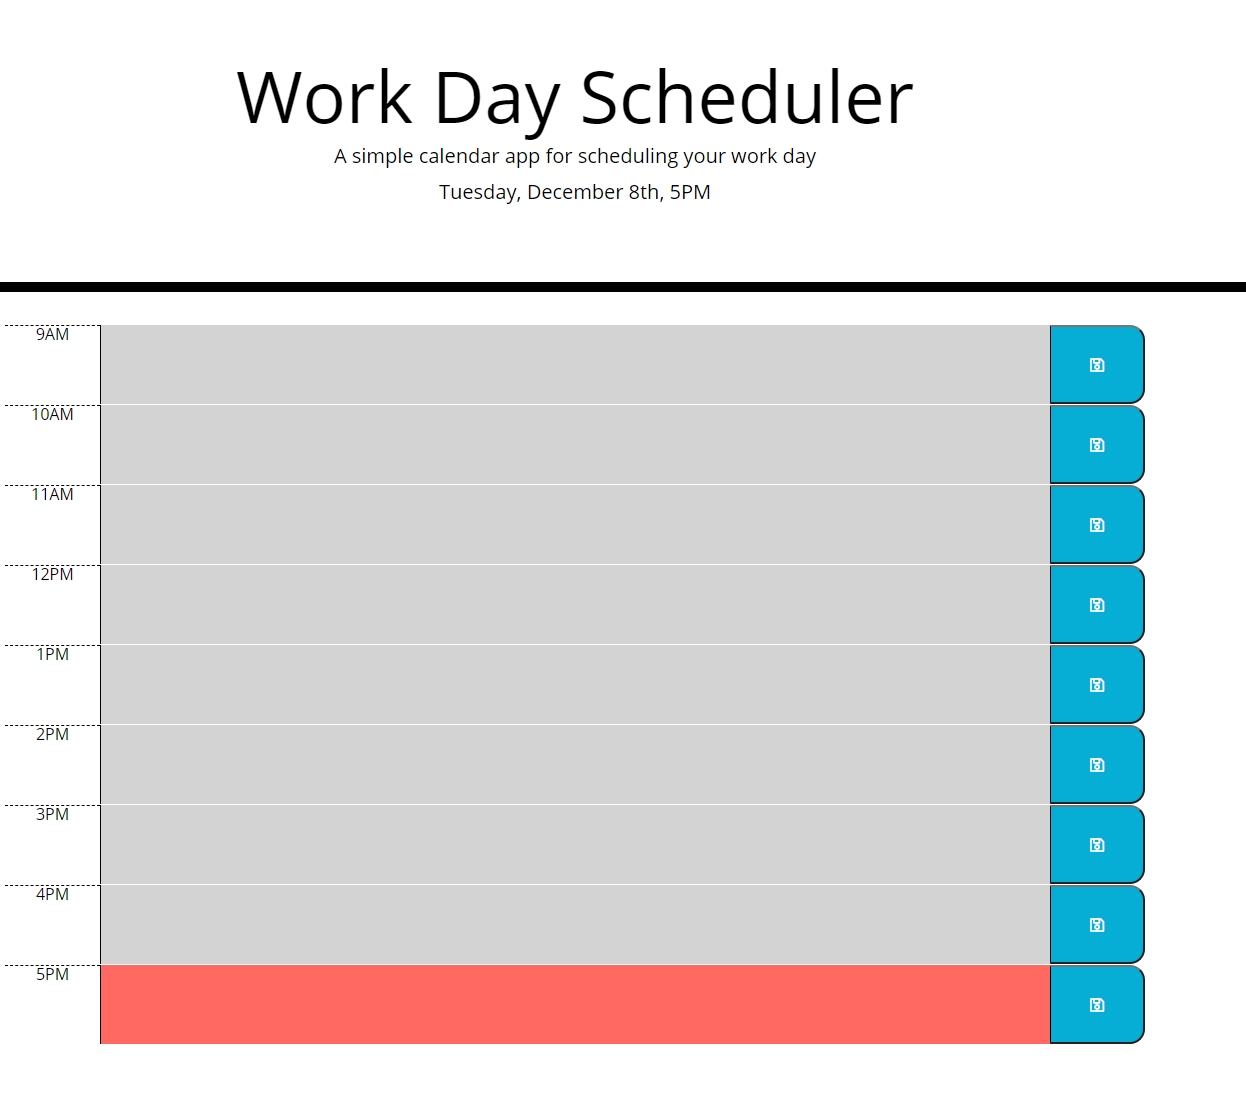 Work Day Scheduler
A simple calendar app for scheduling your work day
Tuesday, December 8th, 5PM
9AM
10AM
11AM
12PM
1PM
2PM
3PM
4PM
5PM